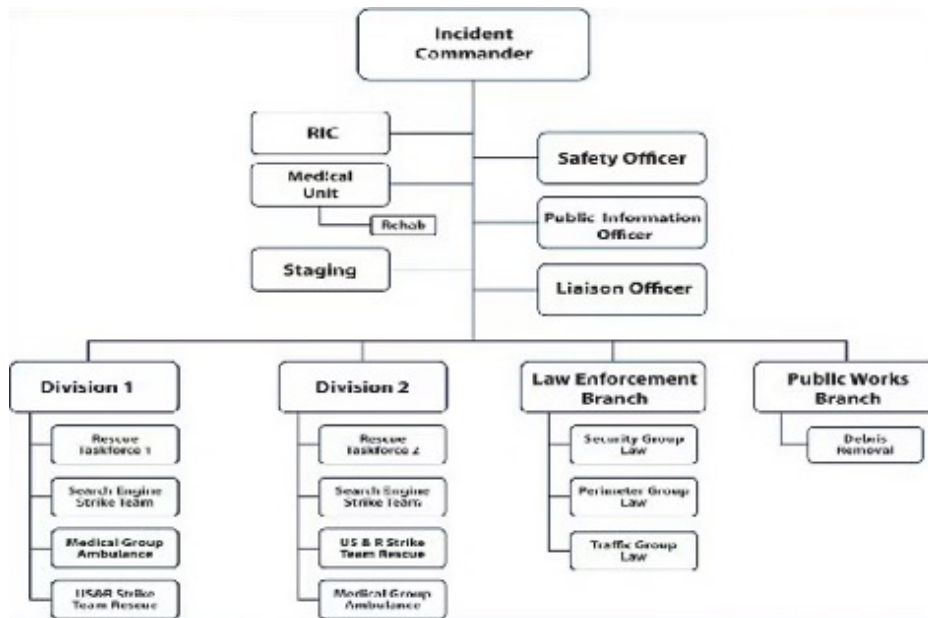 Incident
Commander
RIC
Safety Officer
Medical
Unit
Rehab
Public Information
Officer
Staging
Liaison Officer
Division 1
Division 2
Law Enforcement
Branch
Public Works
Branch
Rescue
Taskforce 1
Rescue
Taskforce 2
Security Group
Law
Debris
Removal
Search Engine
Strike Team
Search Engine
Strike Team
Perimeter Group
Law
Medical Group
Ambulance
US & R Strike
Team Rescue
Traffic Group
Law
US&R Strike
Team Rescue
Medical Group
Ambulance